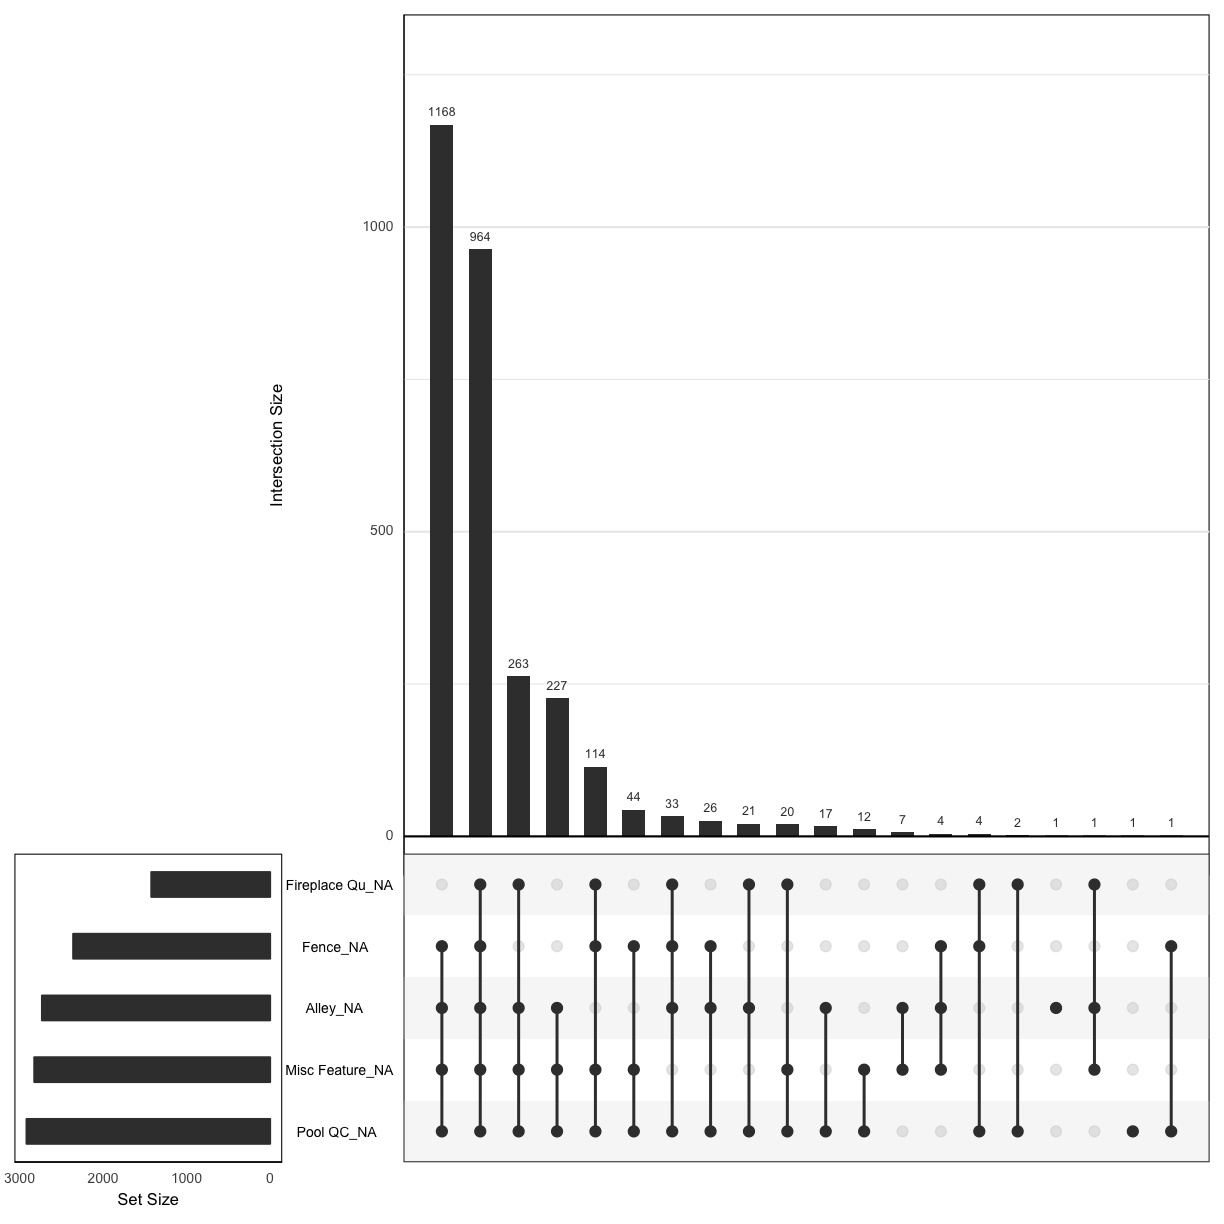 1168
964
263
227
114
44
33
26
21
20
17
12
7
4
4
2
1
1
1
1
1000
500
0
Intersection Size
Fireplace Qu_NA
Fence_NA
Alley_NA
Misc Feature_NA
Pool QC_NA
3000 2000 1000 0
Set Size